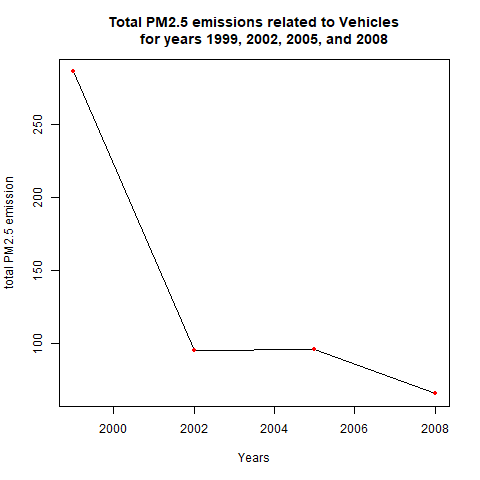 Total PM2.5 emissions related to Vehicles
for years 1999, 2002, 2005, and 2008
250
200
150
100
total PM2.5 emission
2000 2002 2004 2006 2008
Years